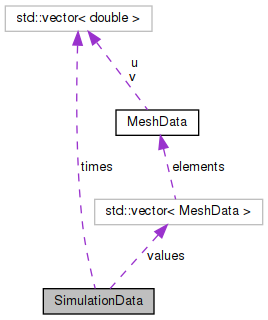 std::vector< double >
u
v
MeshData
times
elements
std::vector< MeshData >
values
SimulationData